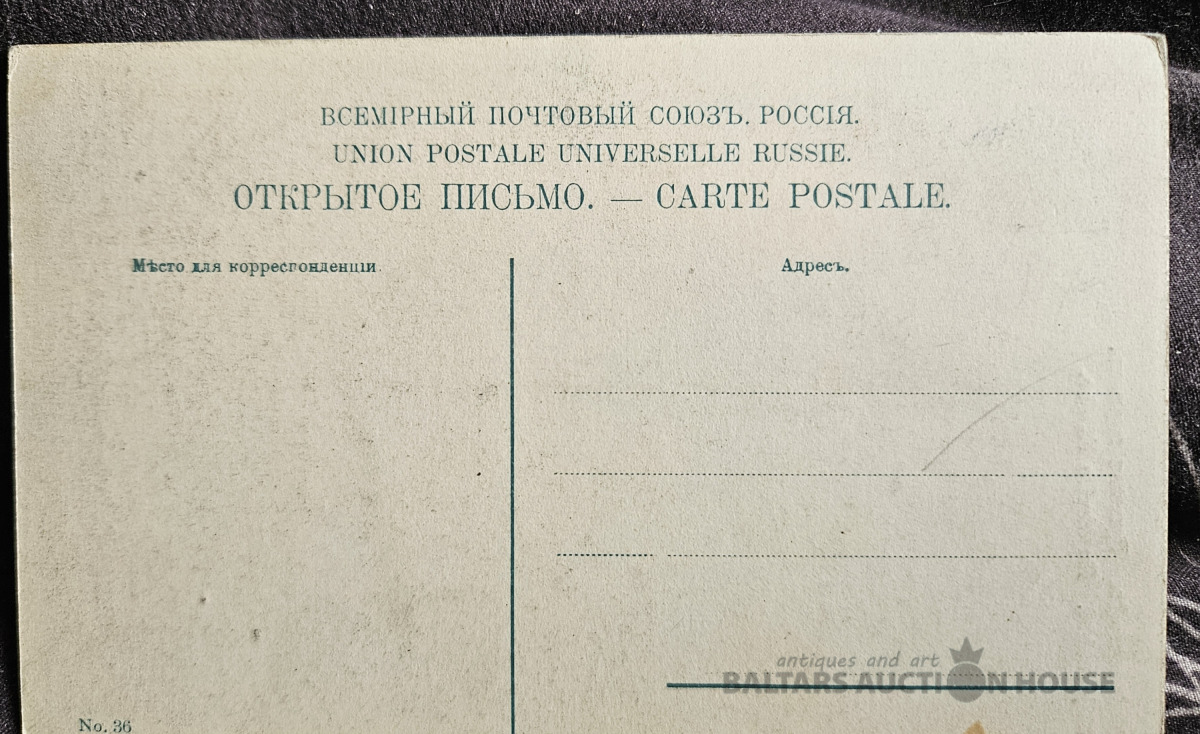 ВСЕМІРНЫЙ ПОЧТОВЫЙ СОЮЗЪ. РОССІЯ.
UNION POSTALE UNIVERSELLE RUSSIE.
ОТКРЫТОЕ ПИСЬМО. — CARTE POSTALE.
Мѣсто для корреспонденціи.
Адресъ.
antiques and art
BALTARS AUCTION HOUSE
No. 36